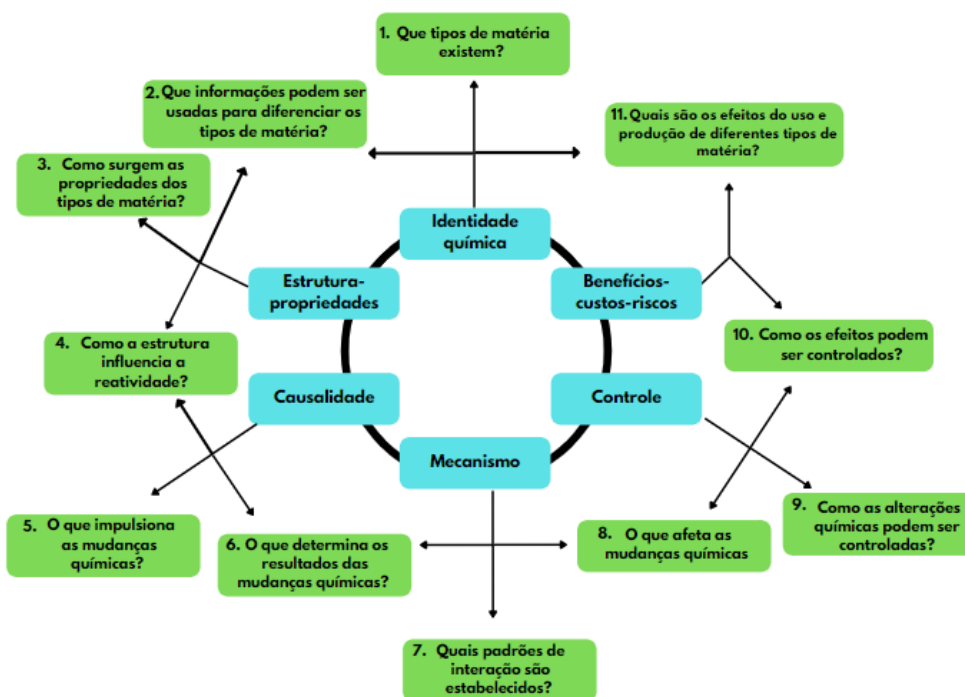 1. Que tipos de matéria
existem?
2. Que informações podem ser
usadas para diferenciar os
tipos de matéria?
11. Quais são os efeitos do uso e
produção de diferentes tipos de
matéria?
3. Como surgem as
propriedades dos
tipos de matéria?
Identidade
química
Estrutura-
propriedades
Benefícios-
custos-riscos
4. Como a estrutura
influencia a
reatividade?
10. Como os efeitos podem
ser controlados?
Causalidade
Controle
Mecanismo
5. O que impulsiona
as mudanças
químicas?
6. O que determina os
resultados das
mudanças químicas?
8. O que afeta as
mudanças químicas
9. Como as alterações
químicas podem ser
controladas?
7. Quais padrões de
interação são
estabelecidos?